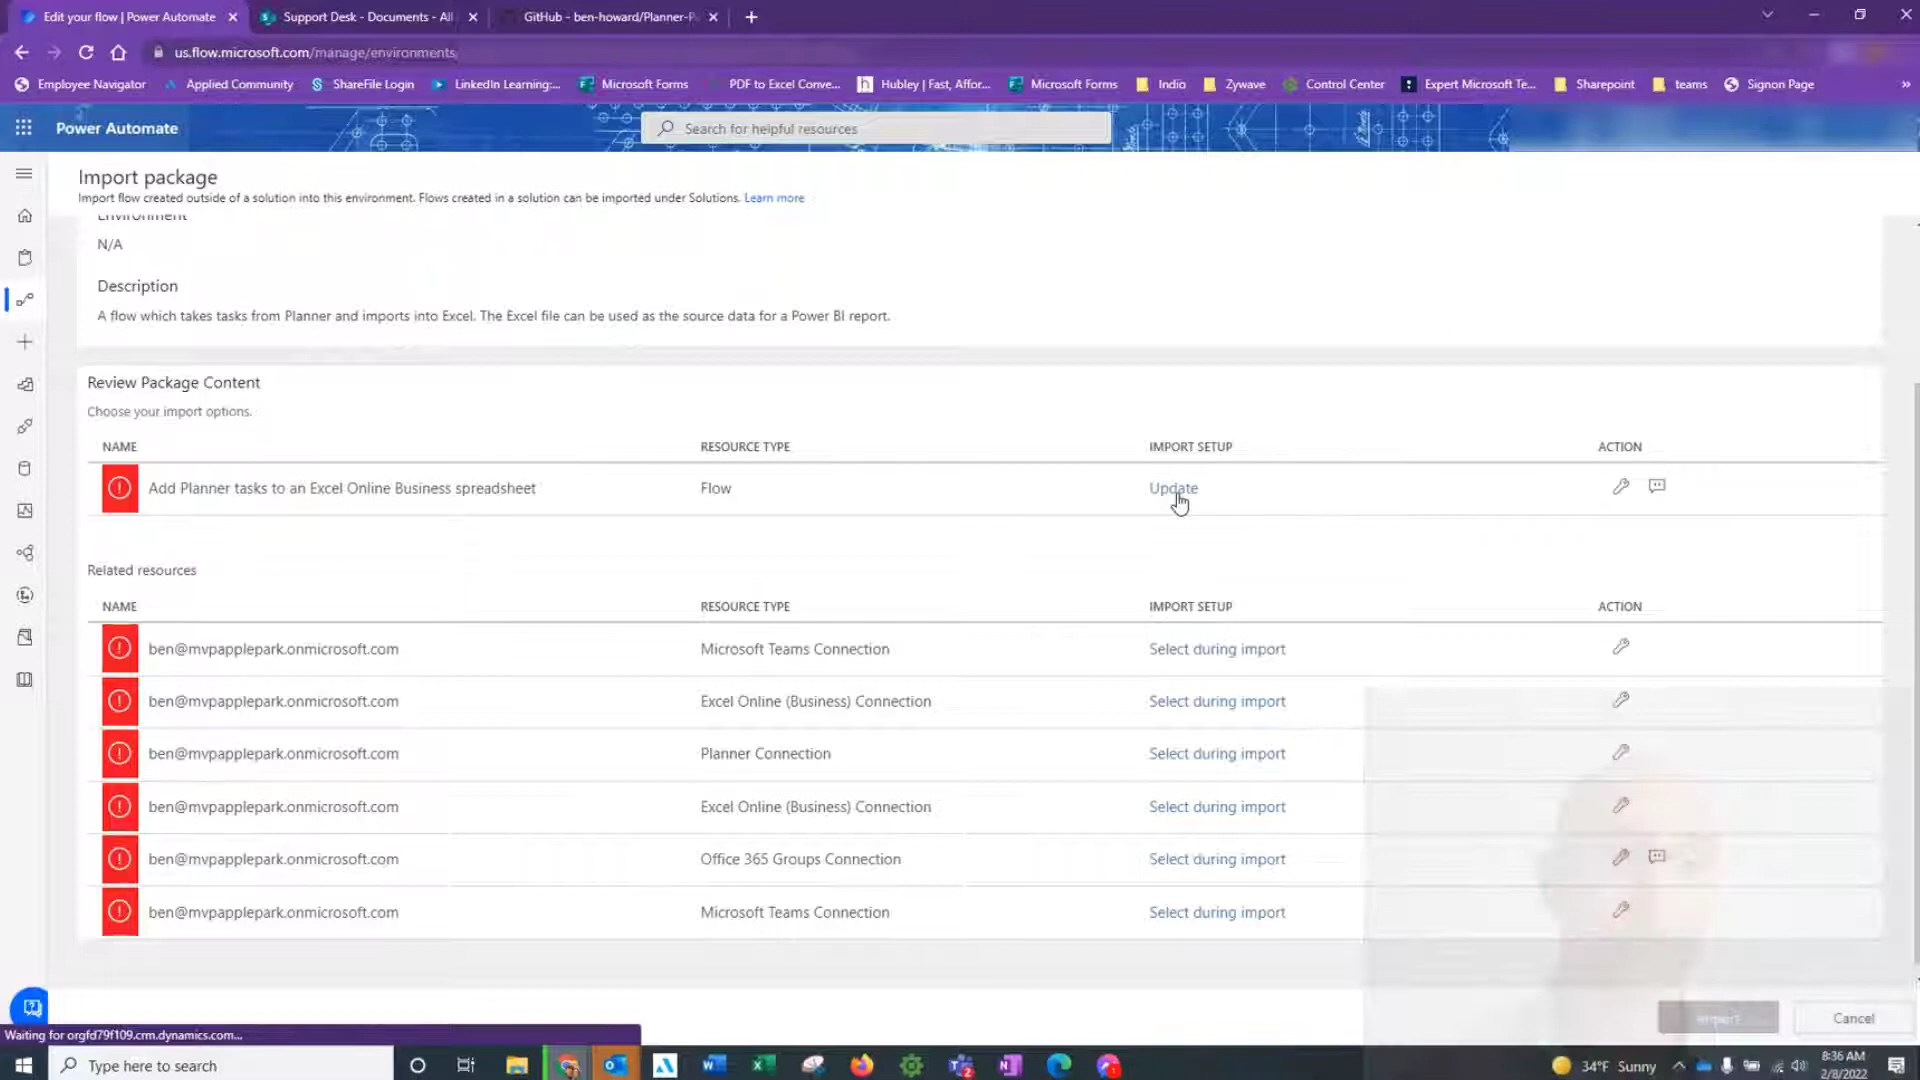 Edit your flow | Power Automate
Support Desk - Documents - All
GitHub - ben-howard/Planner-P
us.flow.microsoft.com/manage/environments
Employee Navigator
Applied Community
ShareFile Login
LinkedIn Learning:...
Microsoft Forms
PDF to Excel Conve...
Hubley | Fast, Affor...
Microsoft Forms
Indio
Zywave
Control Center
Expert Microsoft Te...
Sharepoint
teams
Signon Page
Power Automate
Search for helpful resources
Import package
Import flow created outside of a solution into this environment. Flows created in a solution can be imported under Solutions. Learn more
Environment
N/A
Description
A flow which takes tasks from Planner and imports into Excel. The Excel file can be used as the source data for a Power BI report.
Review Package Content
Choose your import options.
NAME RESOURCE TYPE IMPORT SETUP ACTION
Add Planner tasks to an Excel Online Business spreadsheet Flow Update
Related resources
NAME RESOURCE TYPE IMPORT SETUP ACTION
ben@mvpapplepark.onmicrosoft.com Microsoft Teams Connection Select during import
ben@mvpapplepark.onmicrosoft.com Excel Online (Business) Connection Select during import
ben@mvpapplepark.onmicrosoft.com Planner Connection Select during import
ben@mvpapplepark.onmicrosoft.com Excel Online (Business) Connection Select during import
ben@mvpapplepark.onmicrosoft.com Office 365 Groups Connection Select during import
ben@mvpapplepark.onmicrosoft.com Microsoft Teams Connection Select during import
Import Cancel
Waiting for orgfd79f109.crm.dynamics.com...
Type here to search
34°F Sunny
8:36 AM
2/8/2022